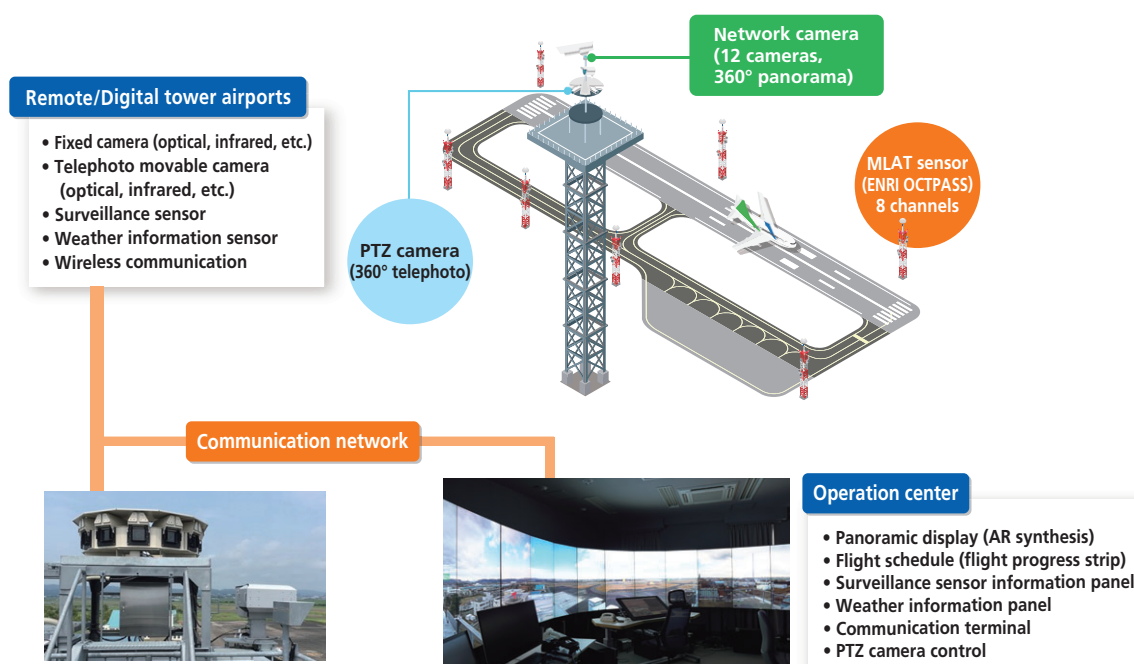 Network camera
(12 cameras,
360° panorama)
Remote/Digital tower airports
• Fixed camera (optical, infrared, etc.)
• Telephoto movable camera
(optical, infrared, etc.)
• Surveillance sensor
• Weather information sensor
• Wireless communication
MLAT sensor
(ENRI OCTPASS)
8 channels
PTZ camera
(360° telephoto)
Communication network
Operation center
• Panoramic display (AR synthesis)
• Flight schedule (flight progress strip)
• Surveillance sensor information panel
• Weather information panel
• Communication terminal
• PTZ camera control